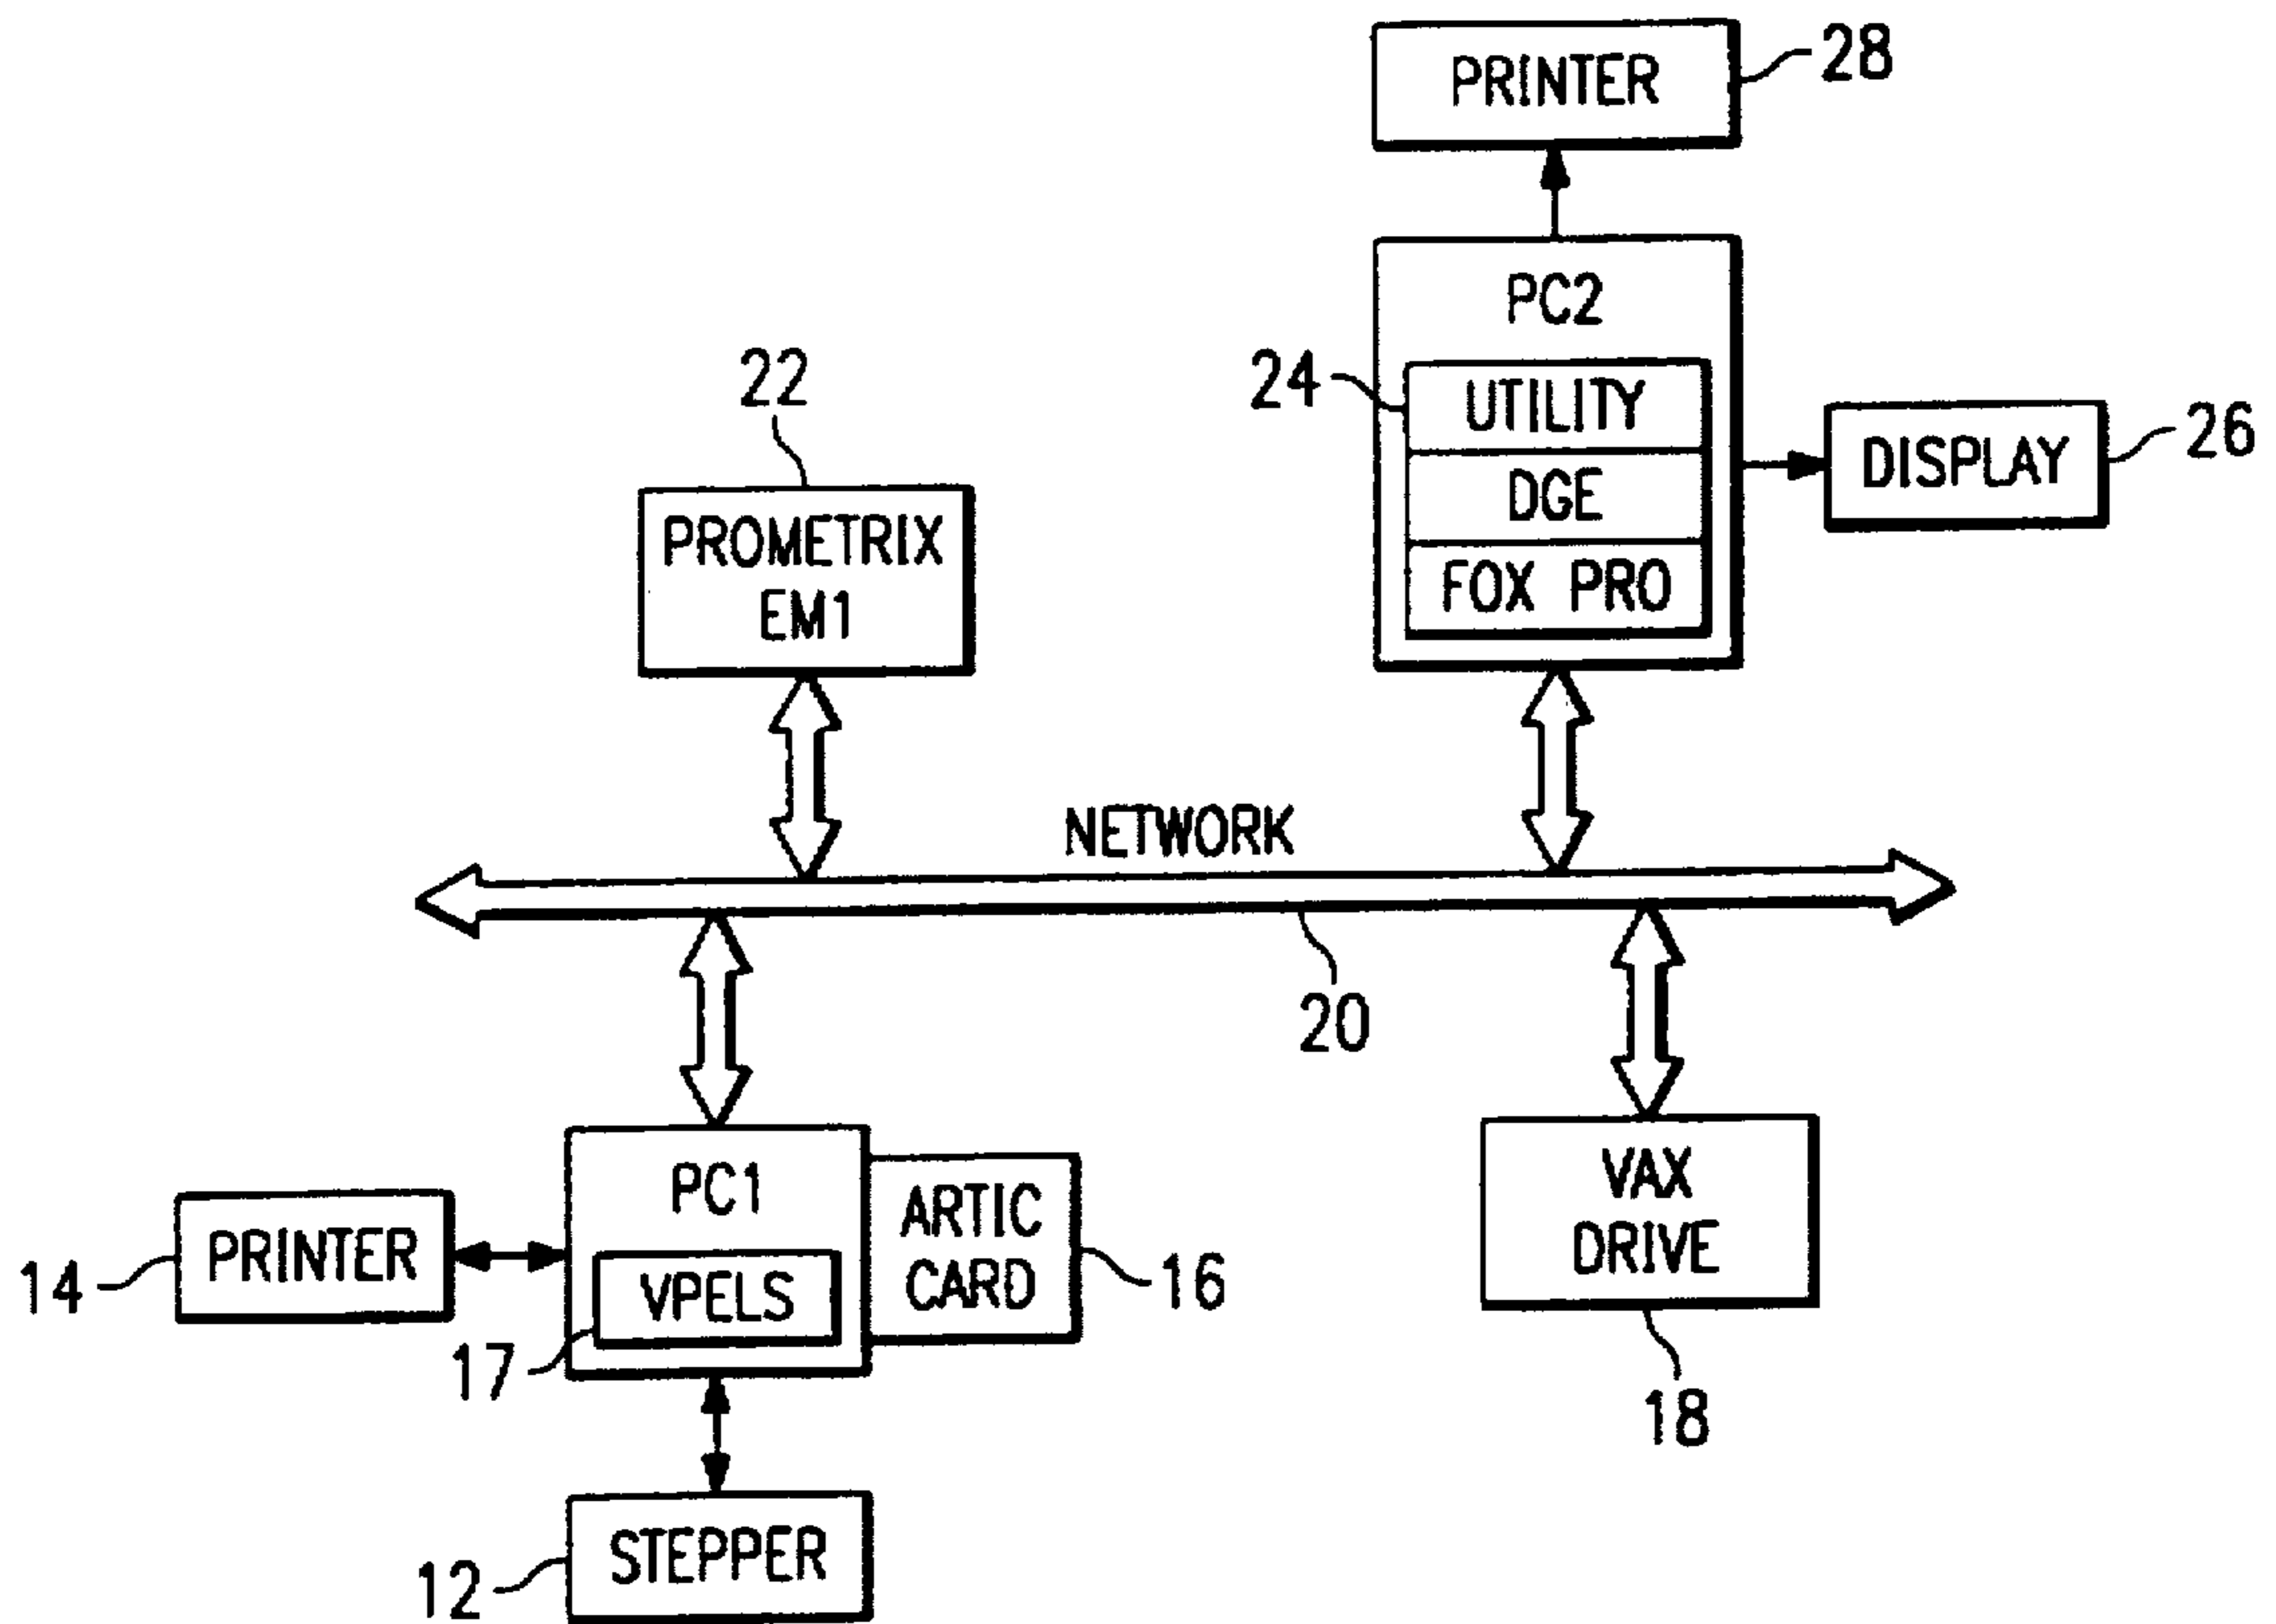 PRINTER
28
PC2
24
UTILITY
DGE
FOX PRO
DISPLAY
26
22
PROMETRIX
EM1
NETWORK
20
PC1
VPELS
17
ARTIC
CARD
16
PRINTER
14
STEPPER
12
VAX
DRIVE
18